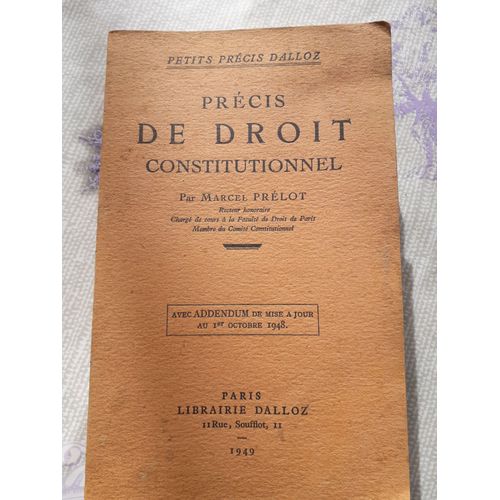 PETITS PRÉCIS DALLOZ
PRÉCIS
DE DROIT
CONSTITUTIONNEL
Par MARCEL PRÉLOT
Recteur honoraire
Chargé de cours à la Faculté de Droit de Paris
Membre du Comité Constitutionnel
AVEC ADDENDUM DE MISE A JOUR
AU 1er OCTOBRE 1948.
PARIS
LIBRAIRIE DALLOZ
11 Rue, Soufflot, 11
1949